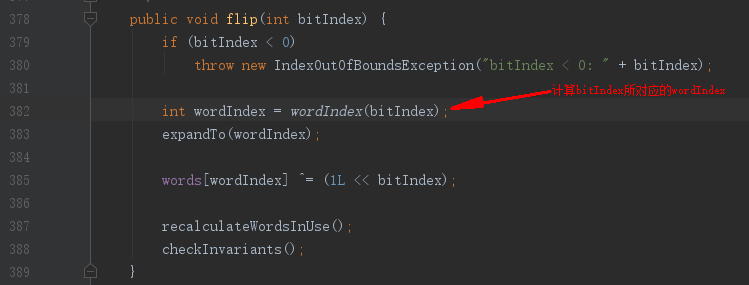 378 public void flip(int bitIndex) {
379 if (bitIndex < 0)
380 throw new IndexOutOfBoundsException("bitIndex < 0: " + bitIndex);
381
382 int wordIndex = wordIndex(bitIndex); 计算bitIndex所对应的wordIndex
383 expandTo(wordIndex);
384
385 words[wordIndex] ^= (1L << bitIndex);
386
387 recalculateWordsInUse();
388 checkInvariants();
389 }